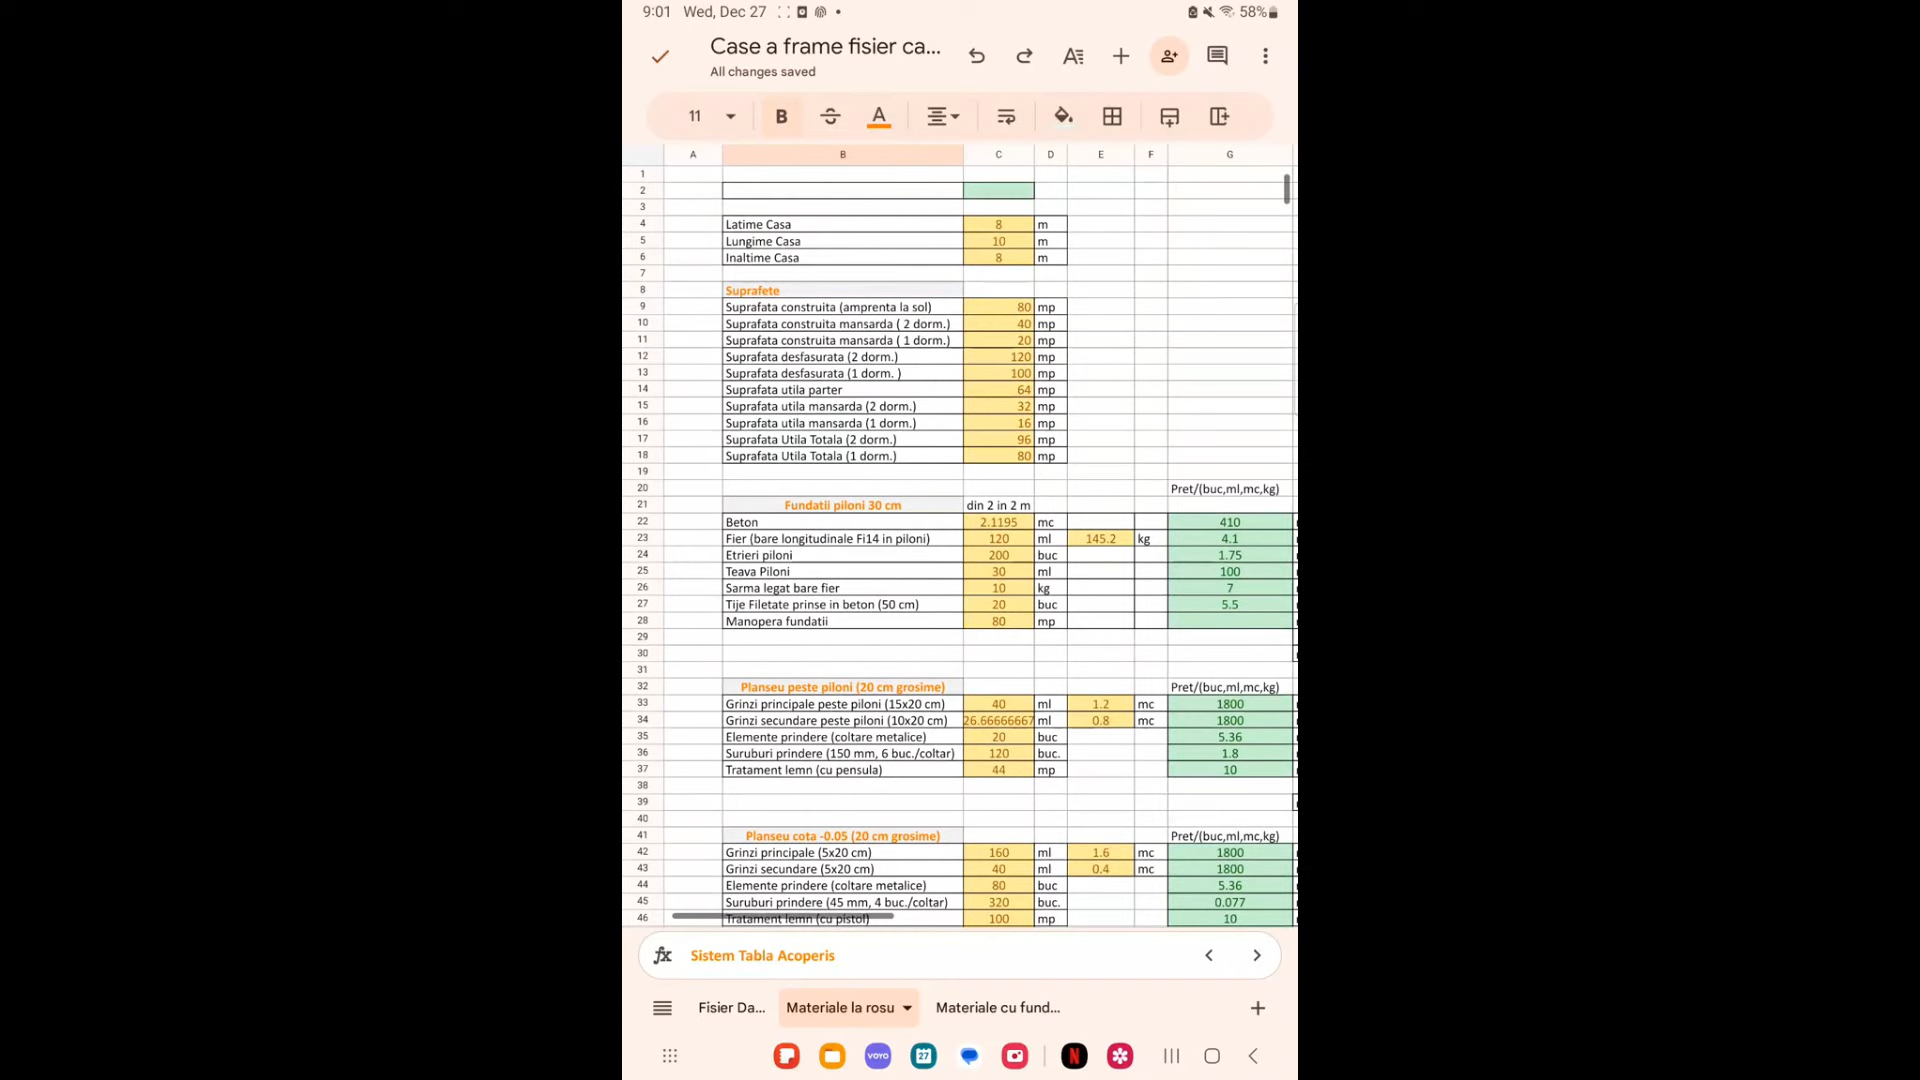 9:01 Wed, Dec 27 58%
Case a frame fisier ca...
All changes saved
11 B S A
A B C D E F G
1
2
3
4 Latime Casa 8 m
5 Lungime Casa 10 m
6 Inaltime Casa 8 m
7
8 Suprafete
9 Suprafata construita (amprenta la sol) 80 mp
10 Suprafata construita mansarda ( 2 dorm.) 40 mp
11 Suprafata construita mansarda ( 1 dorm.) 20 mp
12 Suprafata desfasurata (2 dorm.) 120 mp
13 Suprafata desfasurata (1 dorm. ) 100 mp
14 Suprafata utila parter 64 mp
15 Suprafata utila mansarda (2 dorm.) 32 mp
16 Suprafata utila mansarda (1 dorm.) 16 mp
17 Suprafata Utila Totala (2 dorm.) 96 mp
18 Suprafata Utila Totala (1 dorm.) 80 mp
19
20 Pret/(buc,ml,mc,kg)
21 Fundatii piloni 30 cm din 2 in 2 m
22 Beton 2.1195 mc 410
23 Fier (bare longitudinale Fi14 in piloni) 120 ml 145.2 kg 4.1
24 Etrieri piloni 200 buc 1.75
25 Teava Piloni 30 ml 100
26 Sarma legat bare fier 10 kg 7
27 Tije Filetate prinse in beton (50 cm) 20 buc 5.5
28 Manopera fundatii 80 mp
29
30
31
32 Planseu peste piloni (20 cm grosime) Pret/(buc,ml,mc,kg)
33 Grinzi principale peste piloni (15x20 cm) 40 ml 1.2 mc 1800
34 Grinzi secundare peste piloni (10x20 cm) 26.66666667 ml 0.8 mc 1800
35 Elemente prindere (coltare metalice) 20 buc 5.36
36 Suruburi prindere (150 mm, 6 buc./coltar) 120 buc. 1.8
37 Tratament lemn (cu pensula) 44 mp 10
38
39
40
41 Planseu cota -0.05 (20 cm grosime) Pret/(buc,ml,mc,kg)
42 Grinzi principale (5x20 cm) 160 ml 1.6 mc 1800
43 Grinzi secundare (5x20 cm) 40 ml 0.4 mc 1800
44 Elemente prindere (coltare metalice) 80 buc 5.36
45 Suruburi prindere (45 mm, 4 buc./coltar) 320 buc. 0.077
46 Tratament lemn (cu pistol) 100 mp 10
fx Sistem Tabla Acoperis
Fisier Da... Materiale la rosu Materiale cu fund...
voyo 27 N